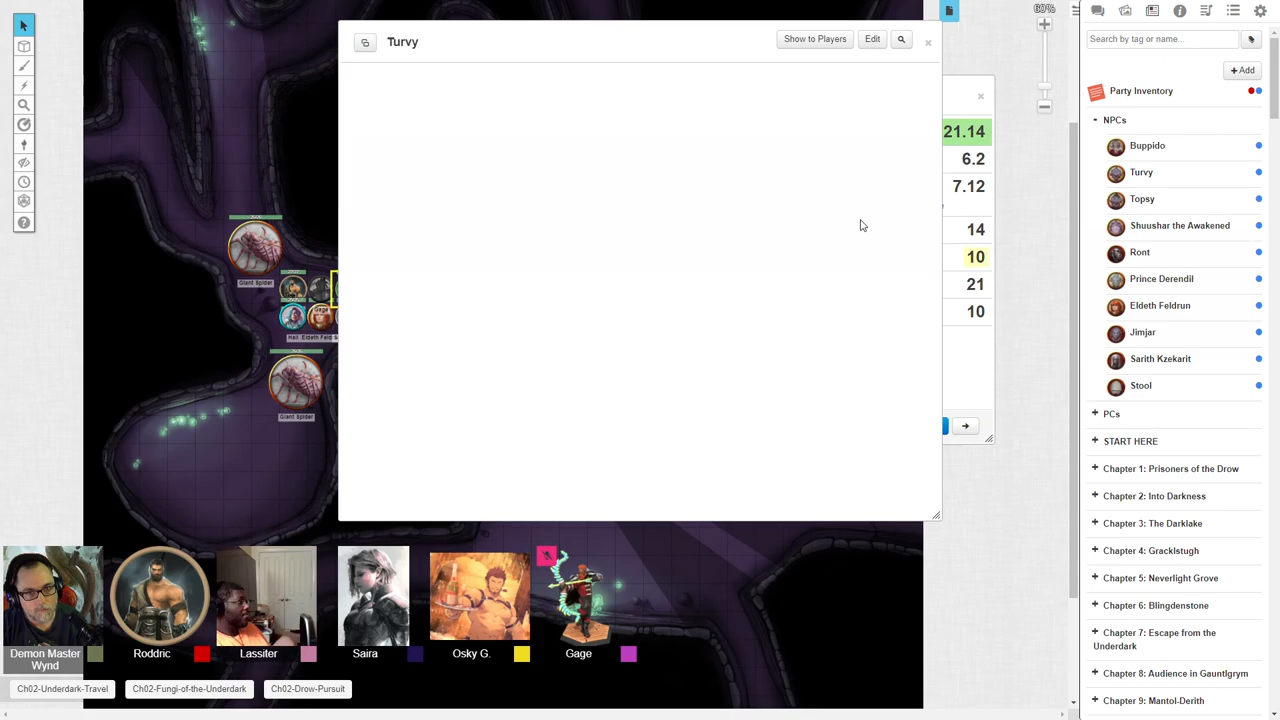 Turvy
Show to Players
Edit
60%
Search by tag or name...
+ Add
Party Inventory
NPCs
Buppido
Turvy
Topsy
Shuushar the Awakened
Ront
Prince Derendil
Eldeth Feldrun
Jimjar
Sarith Kzekarit
Stool
PCs
START HERE
Chapter 1: Prisoners of the Drow
Chapter 2: Into Darkness
Chapter 3: The Darklake
Chapter 4: Gracklstugh
Chapter 5: Neverlight Grove
Chapter 6: Blingdenstone
Chapter 7: Escape from the
Underdark
Chapter 8: Audience in Gauntlgrym
Chapter 9: Mantol-Derith
21.14
6.2
7.12
14
10
21
10
Giant Spider
Gage
Eldeth Feld
Giant Spider
Demon Master
Wynd
Roddric
Lassiter
Saira
Osky G.
Gage
Ch02-Underdark-Travel
Ch02-Fungi-of-the-Underdark
Ch02-Drow-Pursuit